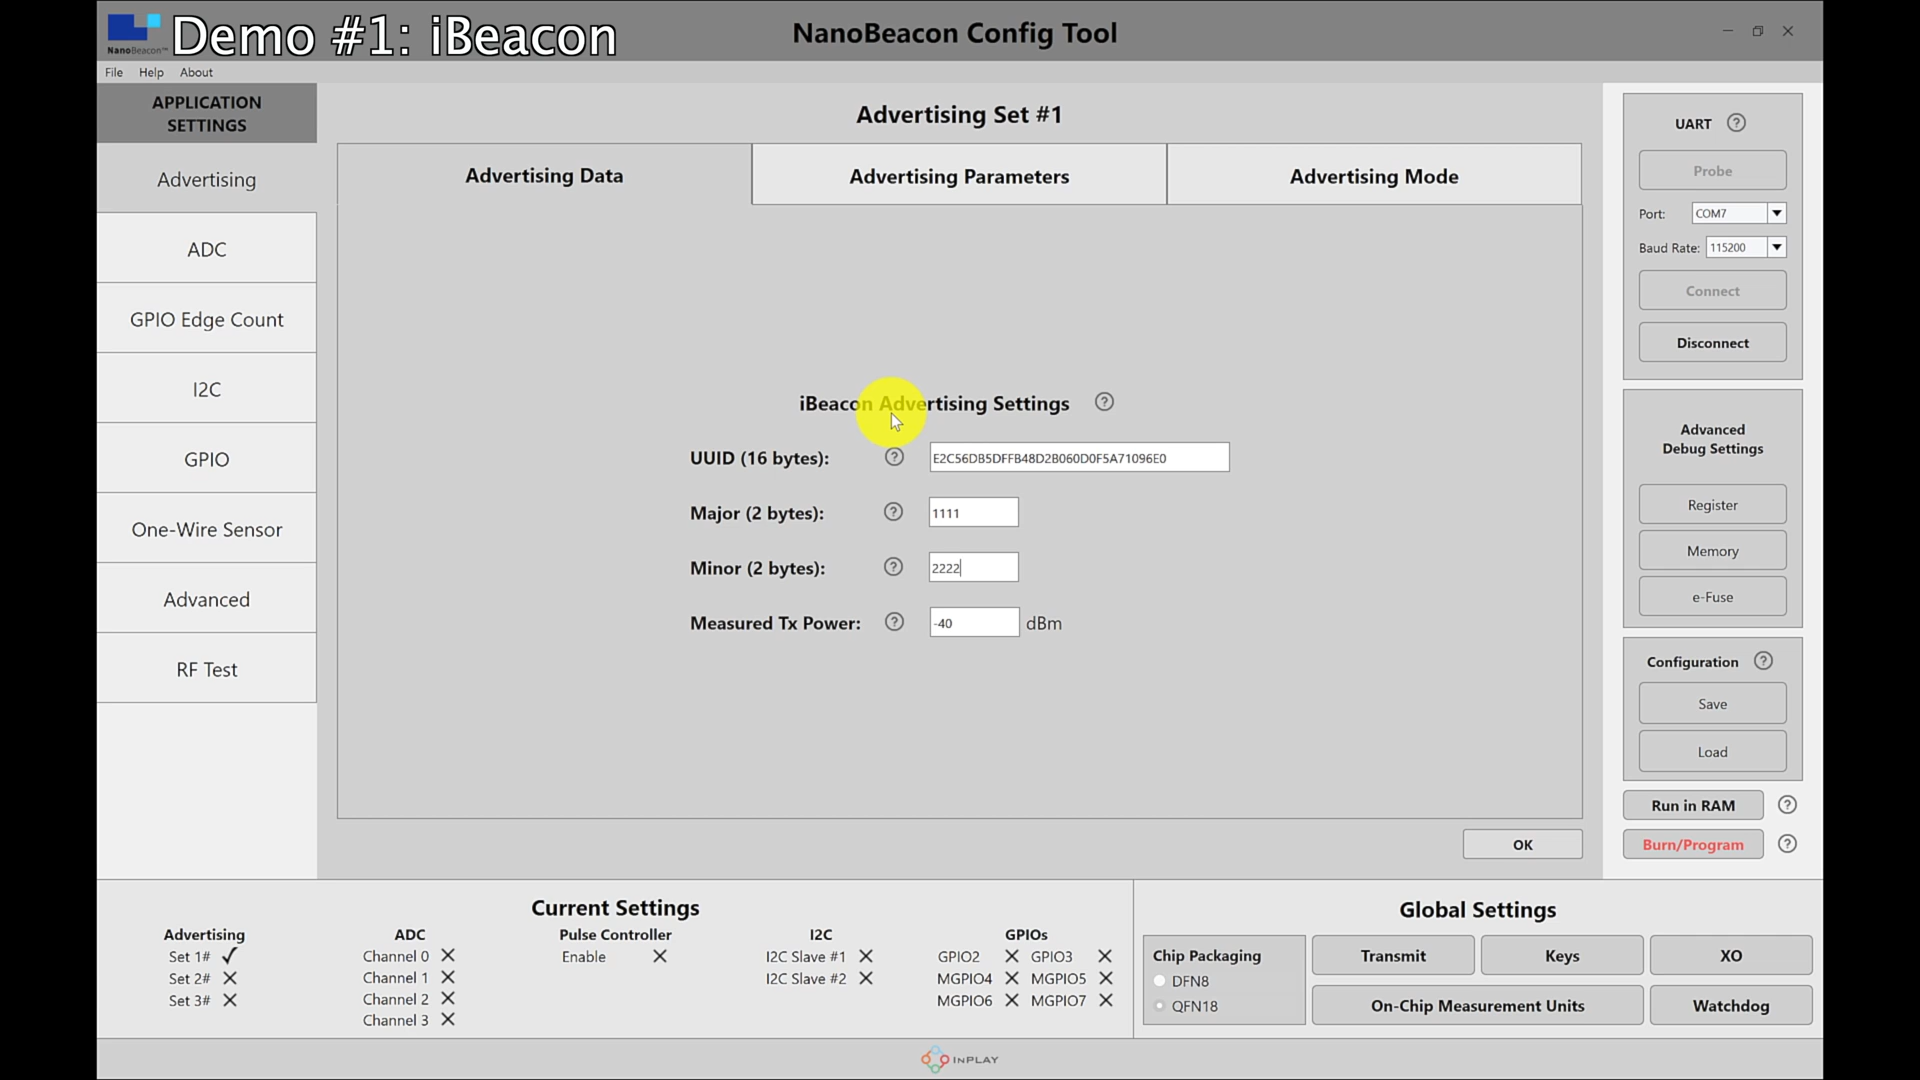 Demo #1: iBeacon
NanoBeacon™
NanoBeacon Config Tool
File Help About
APPLICATION
SETTINGS
Advertising
ADC
GPIO Edge Count
I2C
GPIO
One-Wire Sensor
Advanced
RF Test
Advertising Set #1
Advertising Data
Advertising Parameters
Advertising Mode
iBeacon Advertising Settings ?
UUID (16 bytes): ? E2C56DB5DFFB48D2B060D0F5A71096E0
Major (2 bytes): ? 1111
Minor (2 bytes): ? 2222
Measured Tx Power: ? -40 dBm
OK
UART ?
Probe
Port: COM7
Baud Rate: 115200
Connect
Disconnect
Advanced
Debug Settings
Register
Memory
e-Fuse
Configuration ?
Save
Load
Run in RAM ?
Burn/Program ?
Current Settings
Advertising
Set 1#
Set 2#
Set 3#
ADC
Channel 0
Channel 1
Channel 2
Channel 3
Pulse Controller
Enable
I2C
I2C Slave #1
I2C Slave #2
GPIOs
GPIO2 GPIO3
MGPIO4 MGPIO5
MGPIO6 MGPIO7
Global Settings
Chip Packaging
DFN8
QFN18
Transmit
Keys
XO
On-Chip Measurement Units
Watchdog
INPLAY